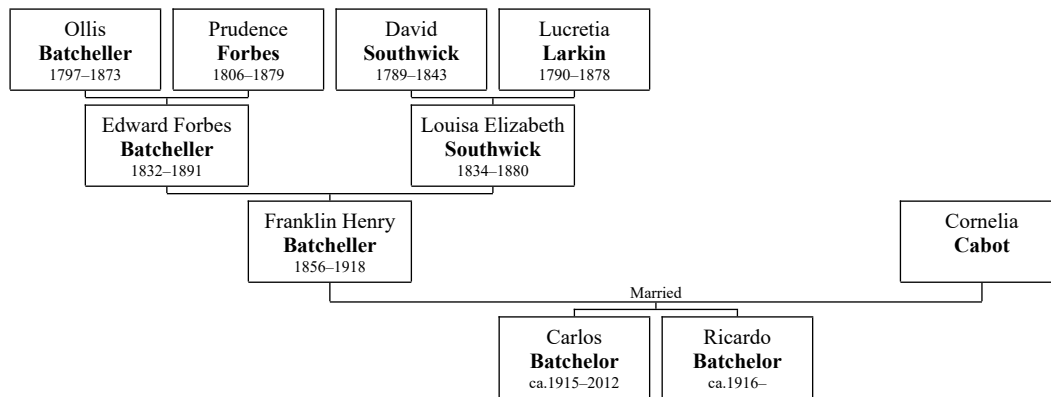 Ollis
Batcheller
1797–1873
Prudence
Forbes
1806–1879
David
Southwick
1789–1843
Lucretia
Larkin
1790–1878
Edward Forbes
Batcheller
1832–1891
Louisa Elizabeth
Southwick
1834–1880
Franklin Henry
Batcheller
1856–1918
Cornelia
Cabot
Married
Carlos
Batchelor
ca.1915–2012
Ricardo
Batchelor
ca.1916–